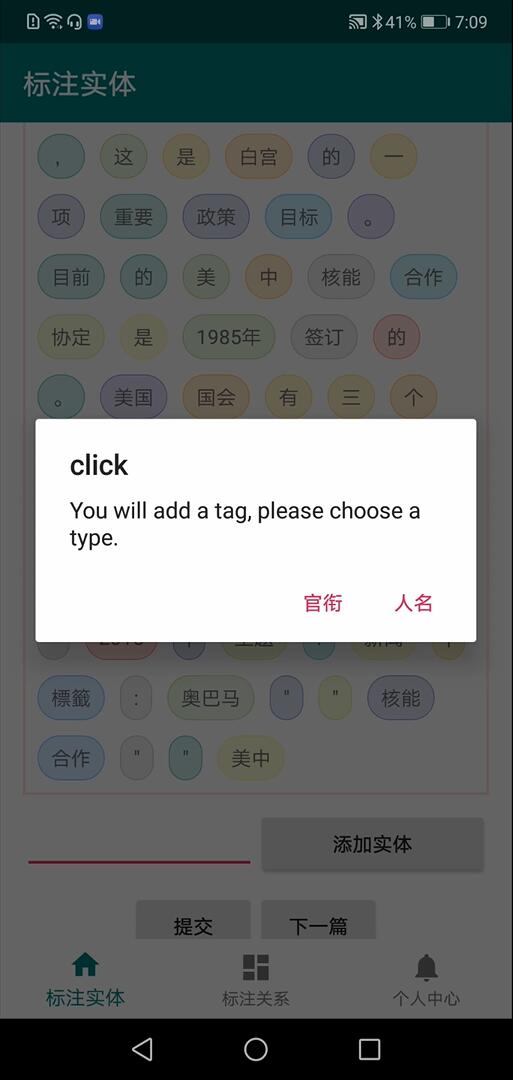 41% 7:09
标注实体
， 这 是 白宫 的 一
项 重要 政策 目标 。
目前 的 美 中 核能 合作
协定 是 1985年 签订 的
。 美国 国会 有 三 个
click
You will add a tag, please choose a
type.
官衔 人名
標籤 : 奥巴马 " " 核能
合作 " " 美中
添加实体
提交 下一篇
标注实体 标注关系 个人中心